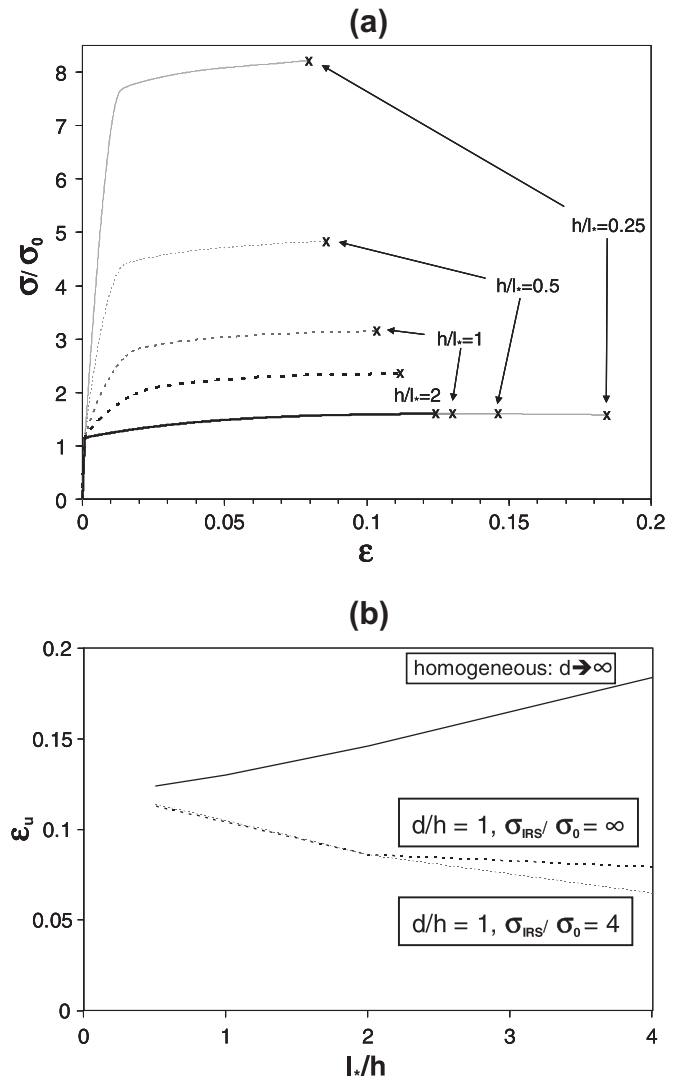 (a)
8
7
6
5
4
3
2
1
0
σ/σ₀
h/l*=0.25
h/l*=0.5
h/l*=1
h/l*=2
x x x x x x x x
0 0.05 0.1 0.15 0.2
ε
(b)
0.2
0.15
0.1
0.05
0
εu
homogeneous: d➔∞
d/h = 1, σIRS/ σ₀ = ∞
d/h = 1, σIRS/ σ₀ = 4
0 1 2 3 4
l*/h